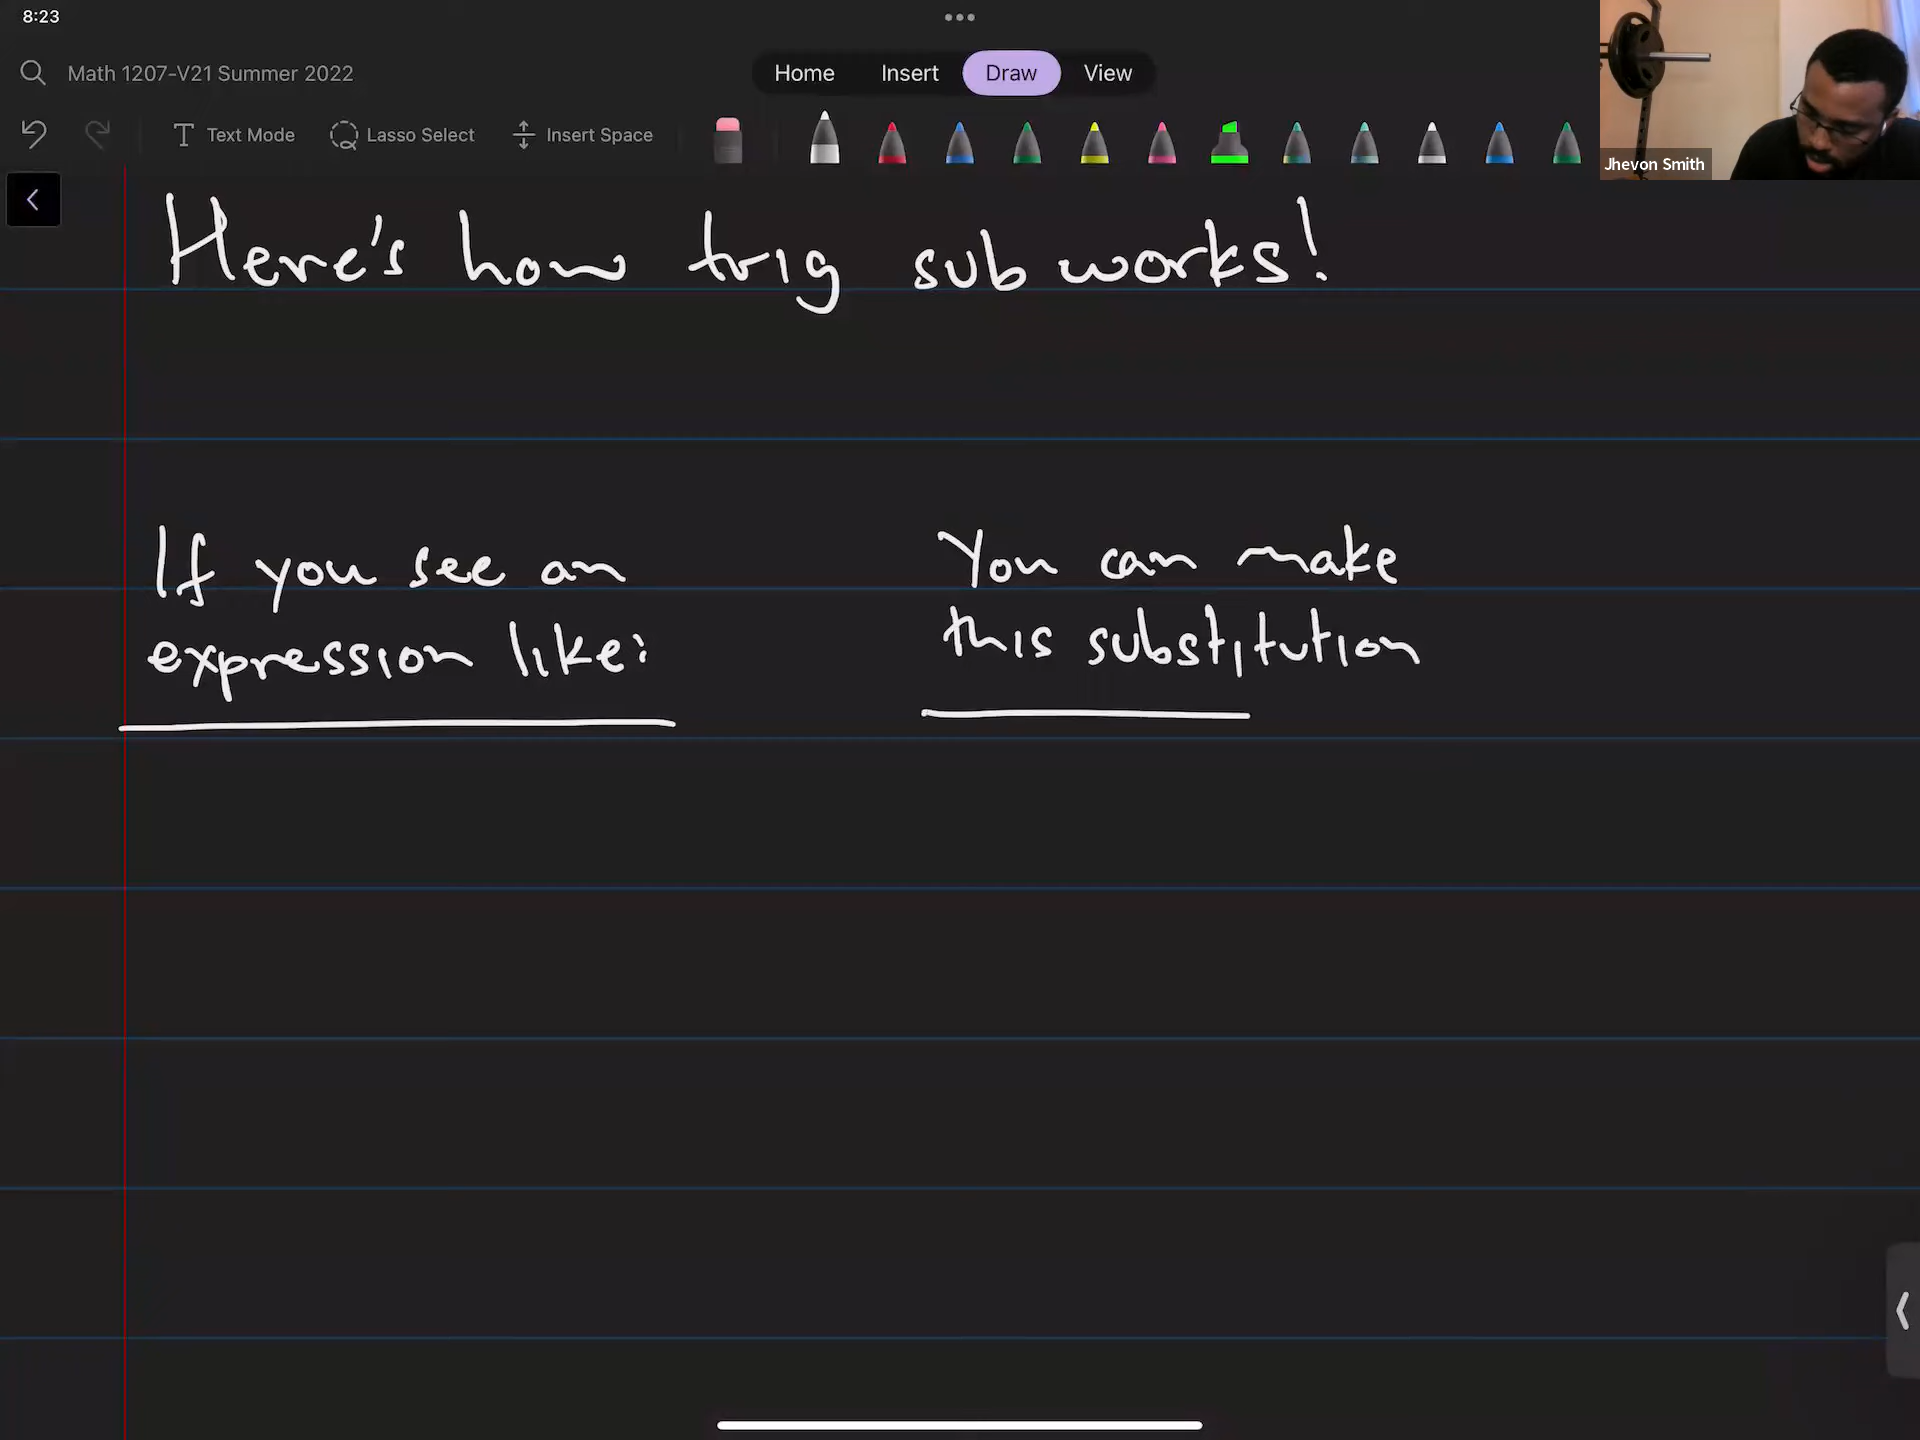 8:23
Math 1207-V21 Summer 2022
Home Insert Draw View
Text Mode Lasso Select Insert Space
Jhevon Smith
Here's how trig sub works!
If you see an
expression like:
You can make
this substitution